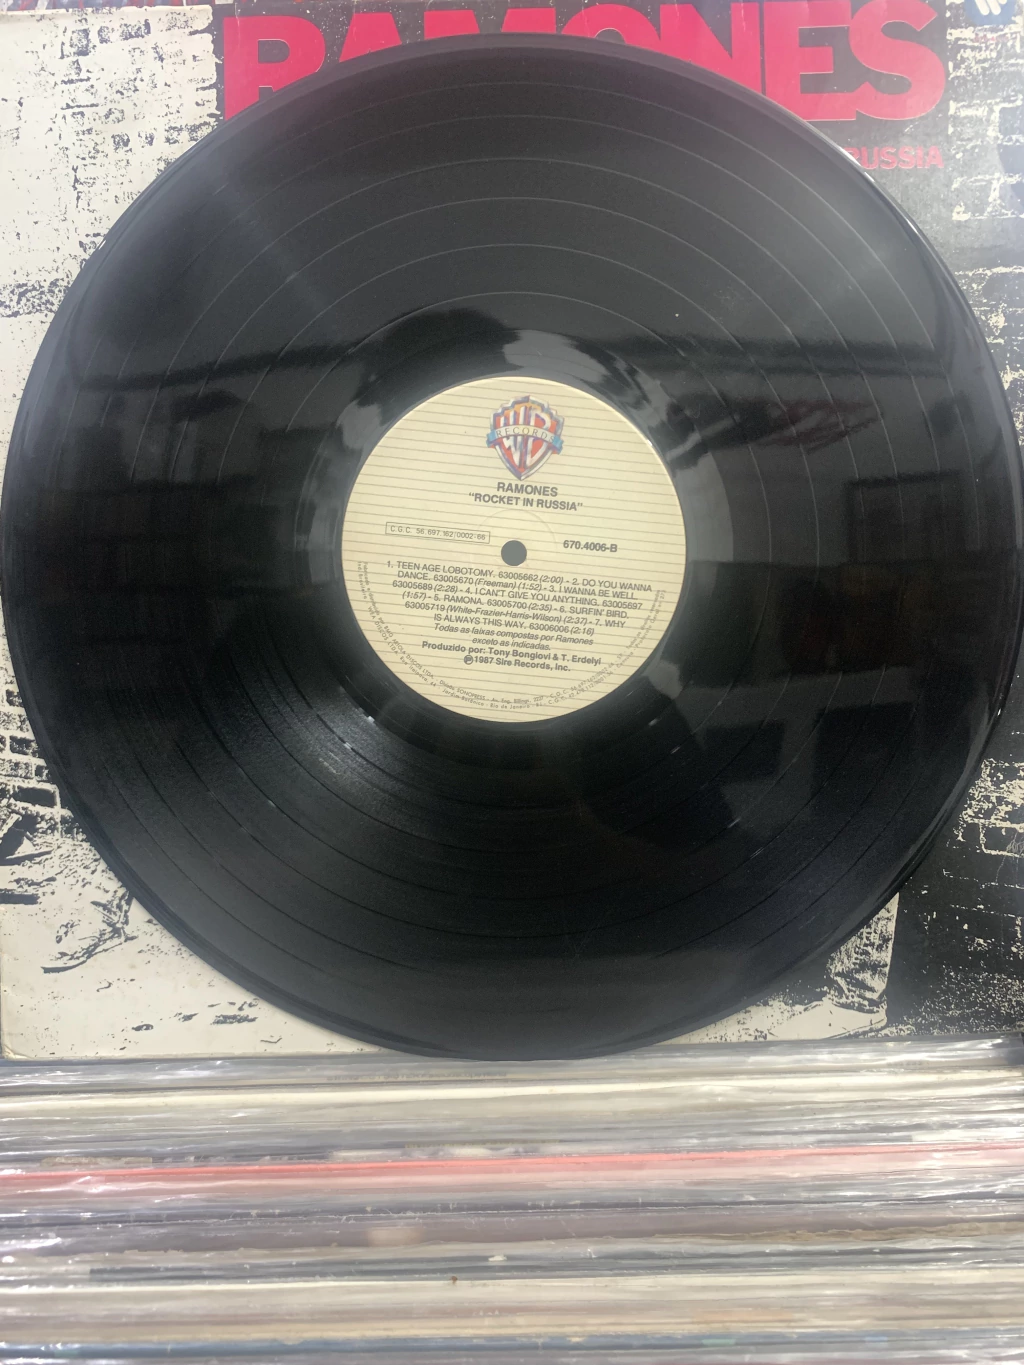 RAMONES
RUSSIA
WB
RECORDS
RAMONES
"ROCKET IN RUSSIA"
C.G.C. 56.697.162/0002-66
670.4006-B
1. TEEN AGE LOBOTOMY. 63005662 (2:00) - 2. DO YOU WANNA
DANCE. 63005670 (Freeman) (1:52) - 3. I WANNA BE WELL
63005689 (2:28) - 4. I CAN'T GIVE YOU ANYTHING. 63005697
(1:57) - 5. RAMONA. 63005700 (2:35) - 6. SURFIN' BIRD.
63005719 (White-Frazier-Harris-Wilson) (2:37) - 7. WHY
IS ALWAYS THIS WAY. 63006006 (2:16)
Todas as faixas compostas por Ramones
exceto as indicadas.
Produzido por: Tony Bongiovi & T. Erdelyi
℗ 1987 Sire Records, Inc.